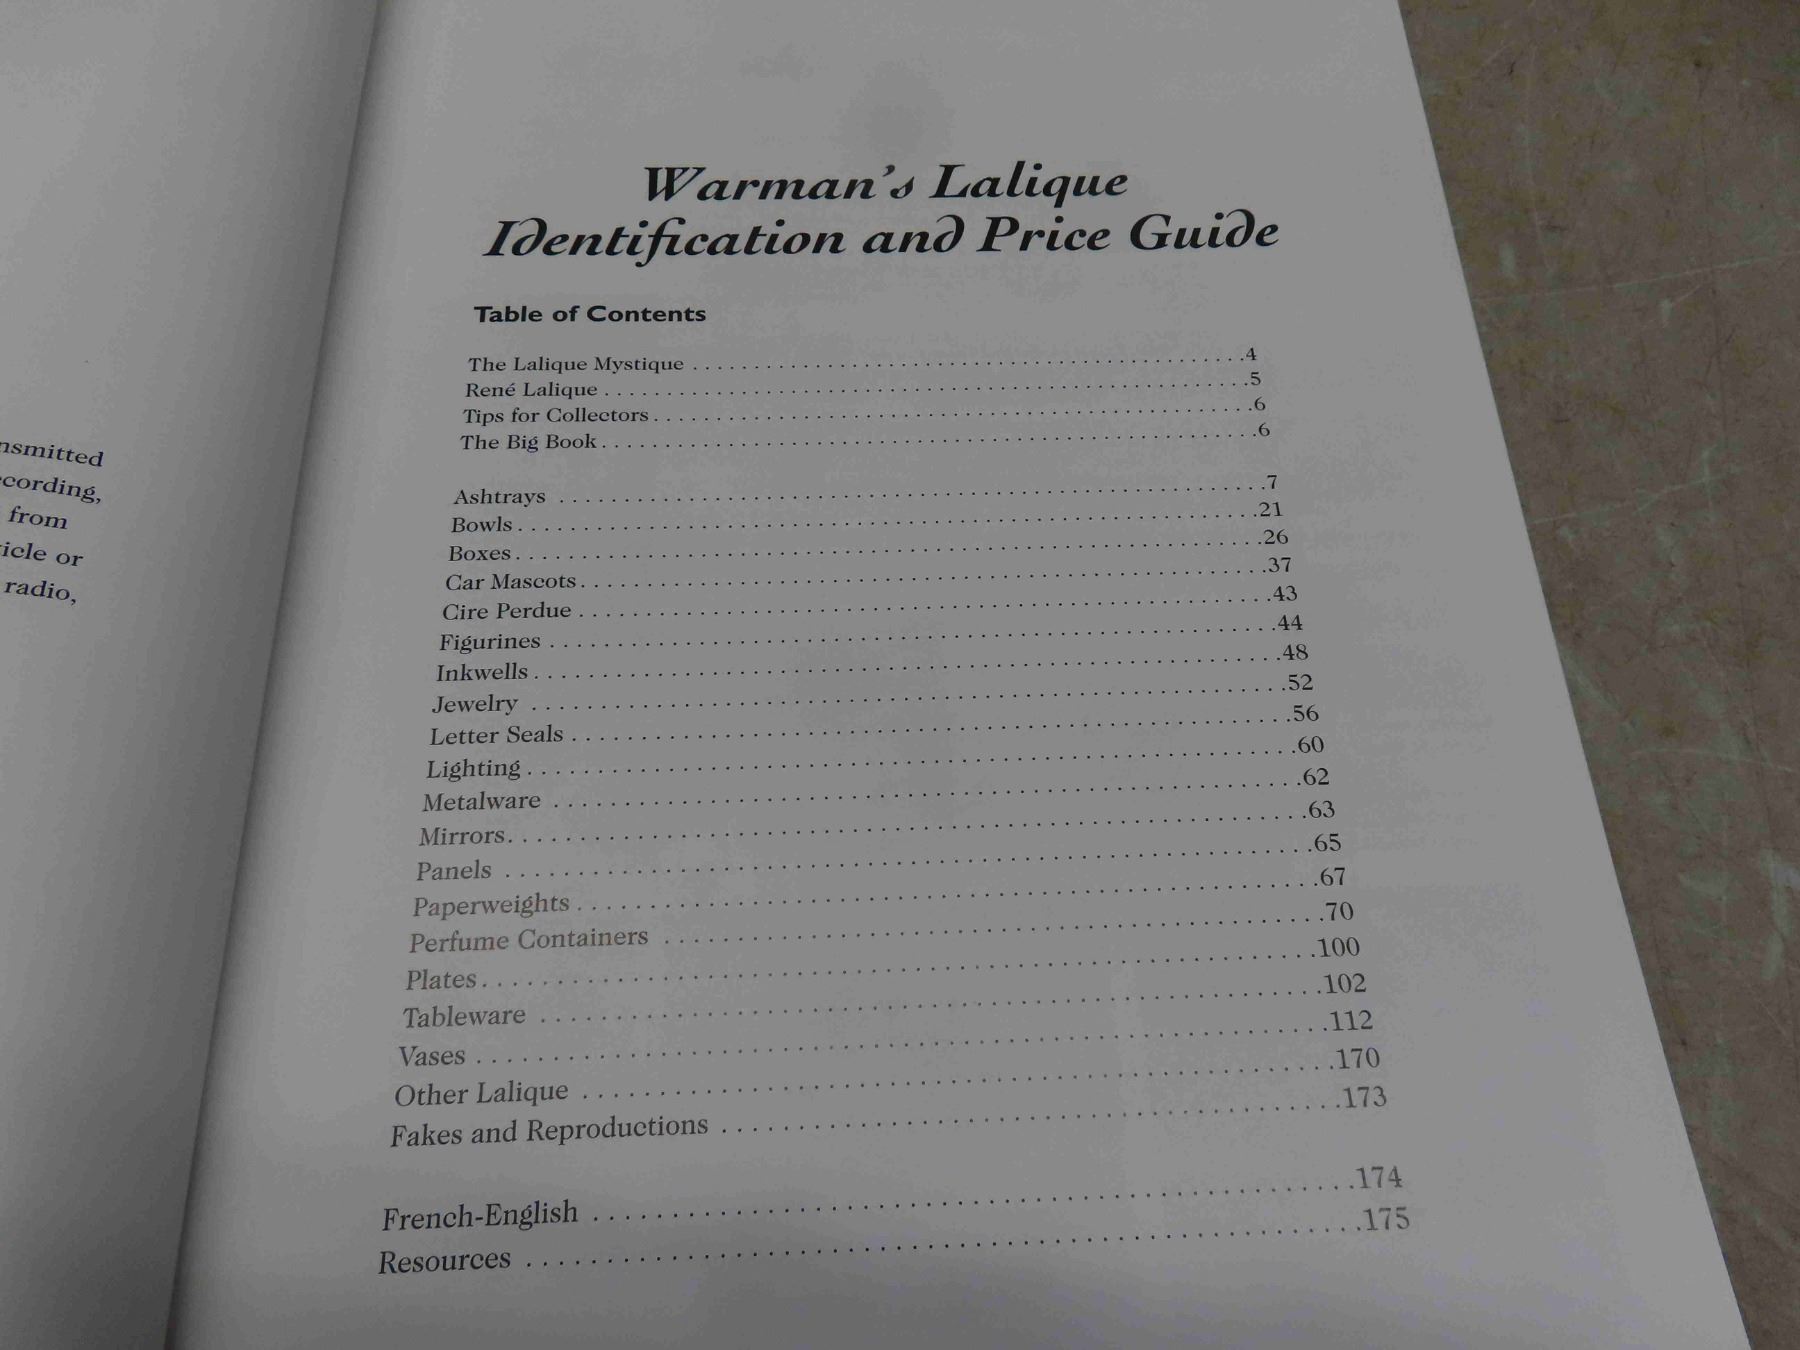 nsmitted
cording,
from
icle or
radio,
Warman's Lalique
Identification and Price Guide
Table of Contents
The Lalique Mystique . . . . . . . . . . . . . . . . . . . . .4
René Lalique . . . . . . . . . . . . . . . . . . . . .5
Tips for Collectors . . . . . . . . . . . . . . . . . . . . .6
The Big Book . . . . . . . . . . . . . . . . . . . . .6
Ashtrays . . . . . . . . . . . . . . . . . . . . .7
Bowls . . . . . . . . . . . . . . . . . . . . .21
Boxes . . . . . . . . . . . . . . . . . . . . .26
Car Mascots . . . . . . . . . . . . . . . . . . . . .37
Cire Perdue . . . . . . . . . . . . . . . . . . . . .43
Figurines . . . . . . . . . . . . . . . . . . . . .44
Inkwells . . . . . . . . . . . . . . . . . . . . .48
Jewelry . . . . . . . . . . . . . . . . . . . . .52
Letter Seals . . . . . . . . . . . . . . . . . . . . .56
Lighting . . . . . . . . . . . . . . . . . . . . .60
Metalware . . . . . . . . . . . . . . . . . . . . .62
Mirrors . . . . . . . . . . . . . . . . . . . . .63
Panels . . . . . . . . . . . . . . . . . . . . .65
Paperweights . . . . . . . . . . . . . . . . . . . . .67
Perfume Containers . . . . . . . . . . . . . . . . . . . . .70
Plates . . . . . . . . . . . . . . . . . . . . .100
Tableware . . . . . . . . . . . . . . . . . . . . .102
Vases . . . . . . . . . . . . . . . . . . . . .112
Other Lalique . . . . . . . . . . . . . . . . . . . . .170
Fakes and Reproductions . . . . . . . . . . . . . . . . . . . . .173
French-English . . . . . . . . . . . . . . . . . . . . .174
Resources . . . . . . . . . . . . . . . . . . . . .175